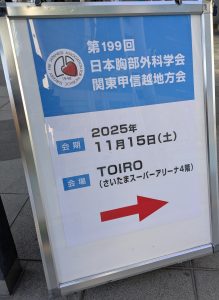 第199回
日本胸部外科学会
関東甲信越地方会
会期 2025年
11月15日(土)
会場 TOIRO
(さいたまスーパーアリーナ4階)